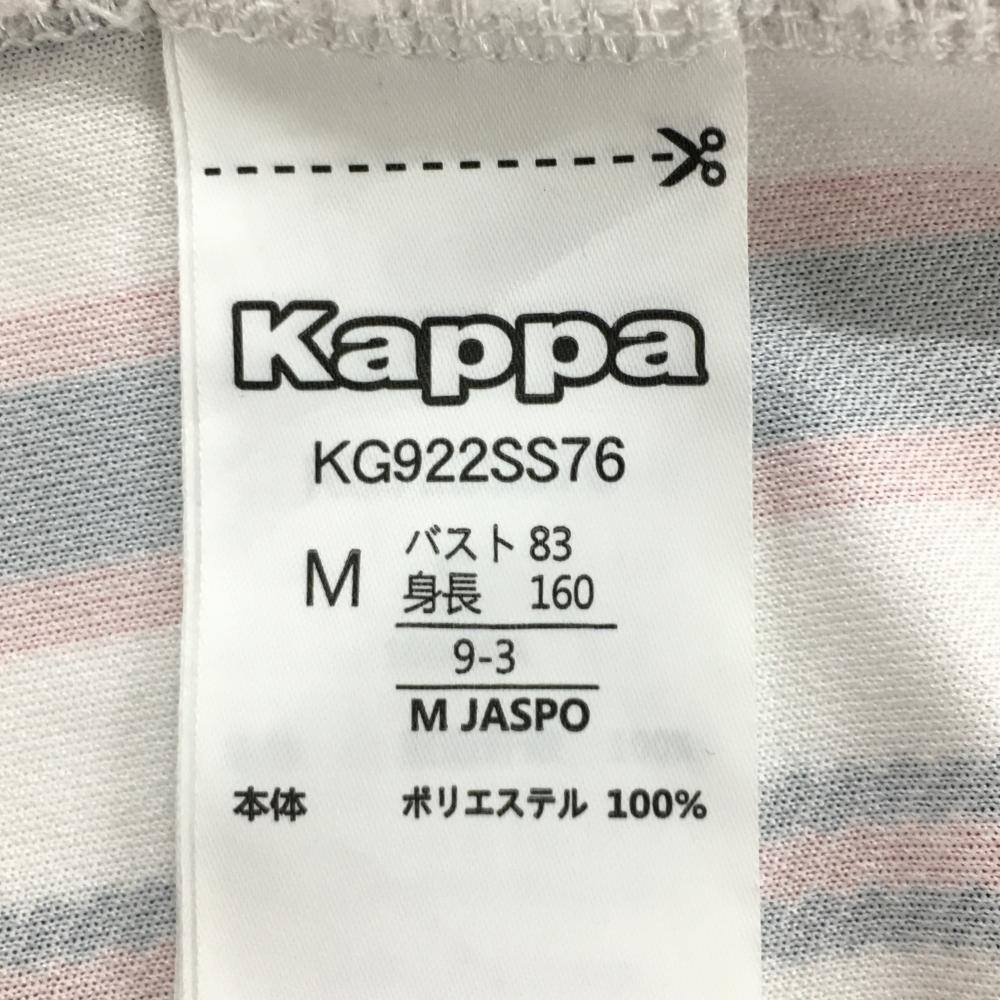 Kappa
KG922SS76
M
バスト 83
身長 160
9-3
M JASPO
本体 ポリエステル 100%